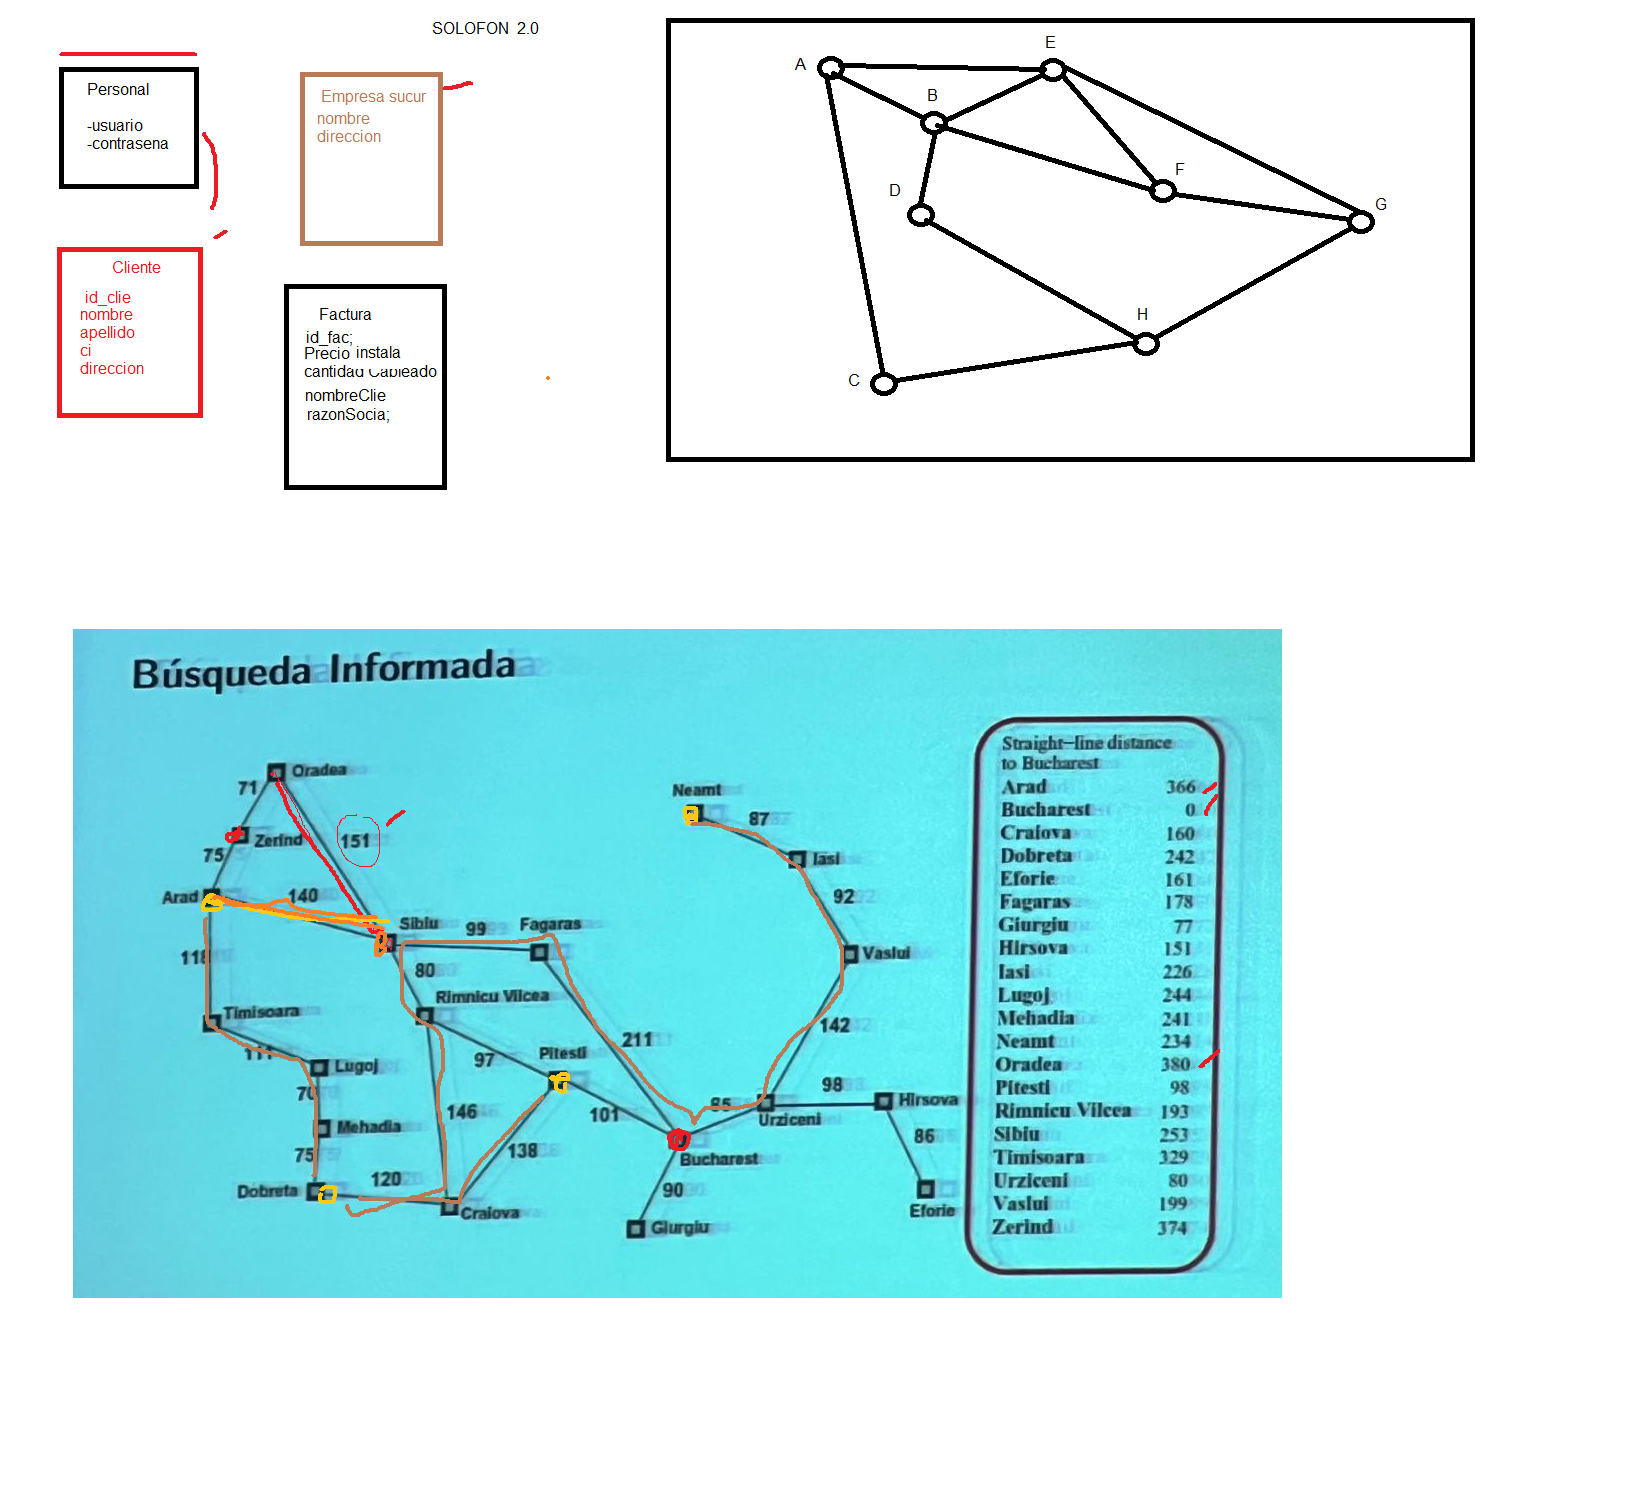 SOLOFON 2.0
Personal
-usuario
-contrasena
Empresa sucur
nombre
direccion
Cliente
id_clie
nombre
apellido
ci
direccion
Factura
id_fac;
Precio instala
cantidad Cableado
nombreClie
razonSocia;
A
E
B
F
D
G
H
C
Búsqueda Informada
Oradea
71
Zerind
151
75
Arad
140
Sibiu
99
Fagaras
118
80
Rimnicu Vilcea
Timisoara
111
Lugoj
97
Pitesti
211
70
Mehadia
146
101
75
138
Dobreta
120
Craiova
Neamt
87
Iasi
92
Vaslui
142
98
Hirsova
85
Urziceni
86
Bucharest
90
Giurgiu
Eforie
Straight-line distance
to Bucharest
Arad 366
Bucharest 0
Craiova 160
Dobreta 242
Eforie 161
Fagaras 178
Giurgiu 77
Hirsova 151
Iasi 226
Lugoj 244
Mehadia 241
Neamt 234
Oradea 380
Pitesti 98
Rimnicu Vilcea 193
Sibiu 253
Timisoara 329
Urziceni 80
Vaslui 199
Zerind 374